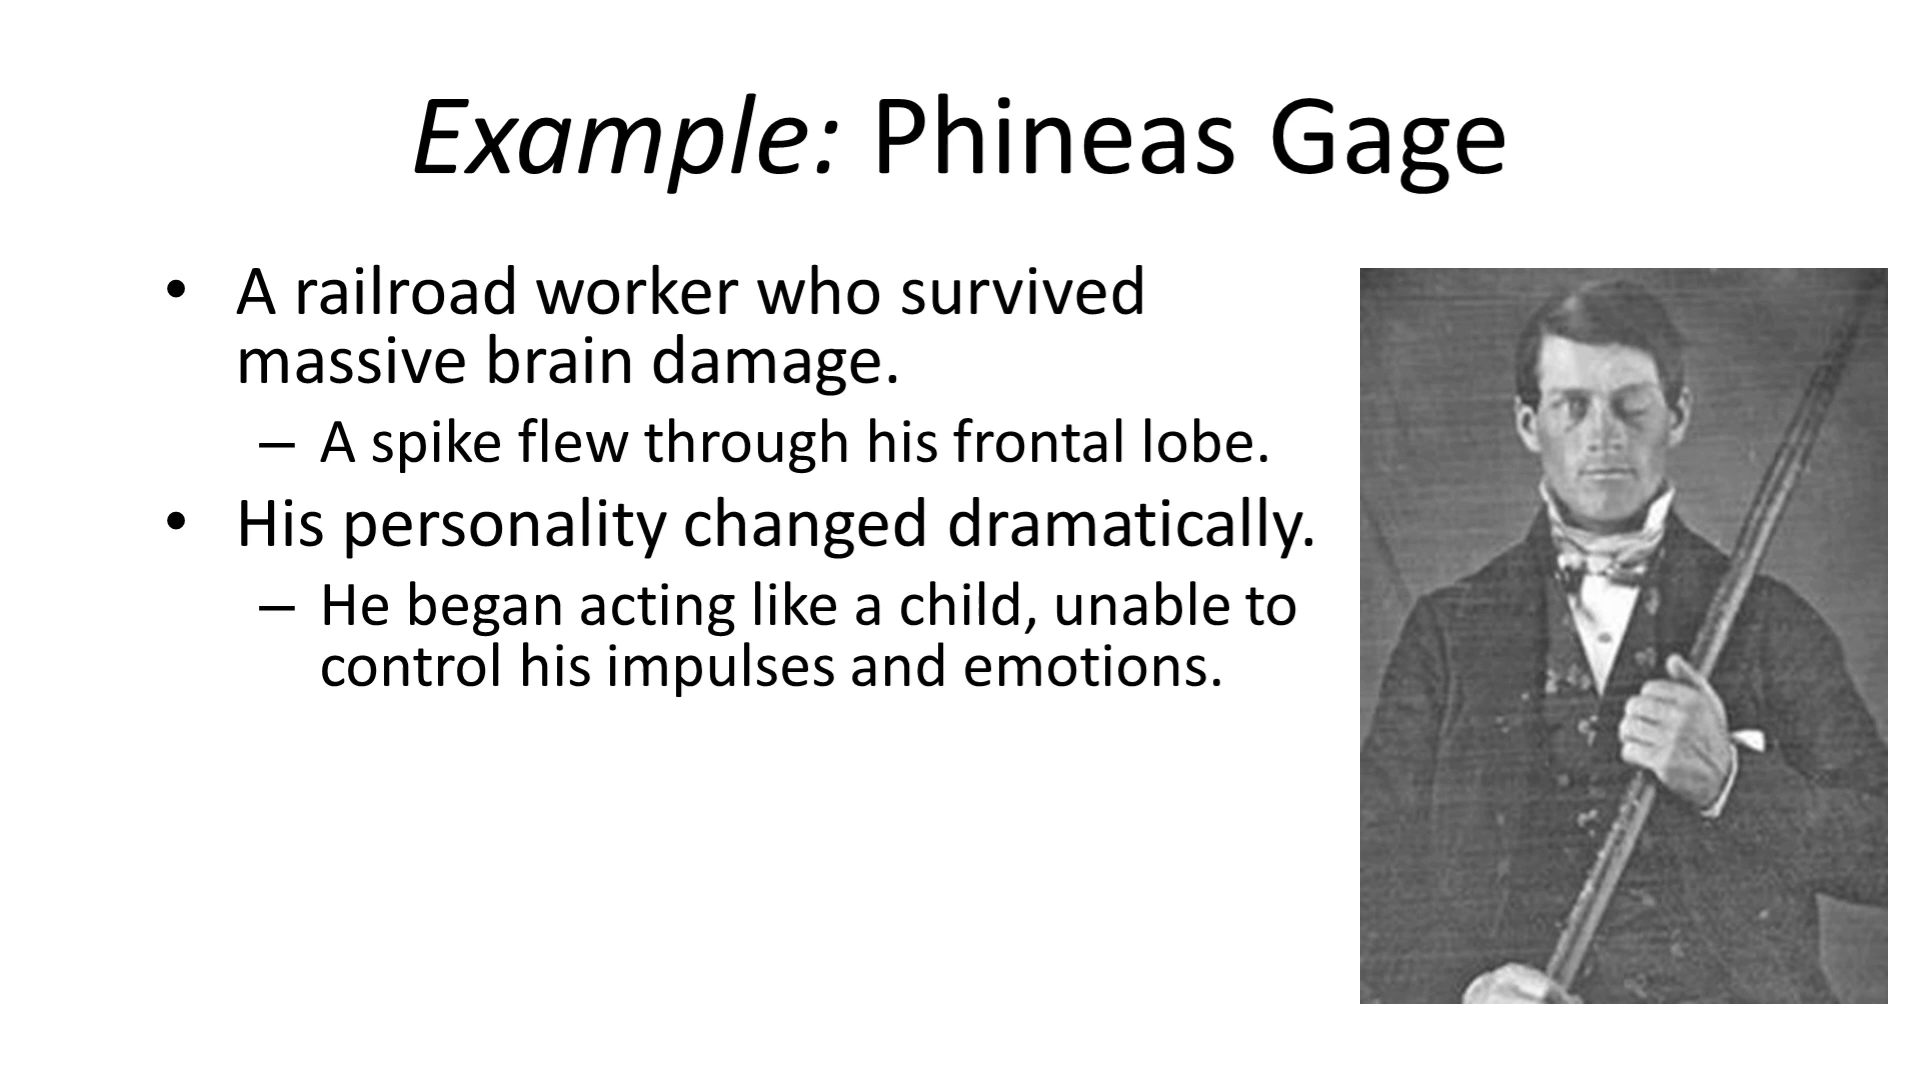 Example: Phineas Gage
• A railroad worker who survived
massive brain damage.
– A spike flew through his frontal lobe.
• His personality changed dramatically.
– He began acting like a child, unable to
control his impulses and emotions.